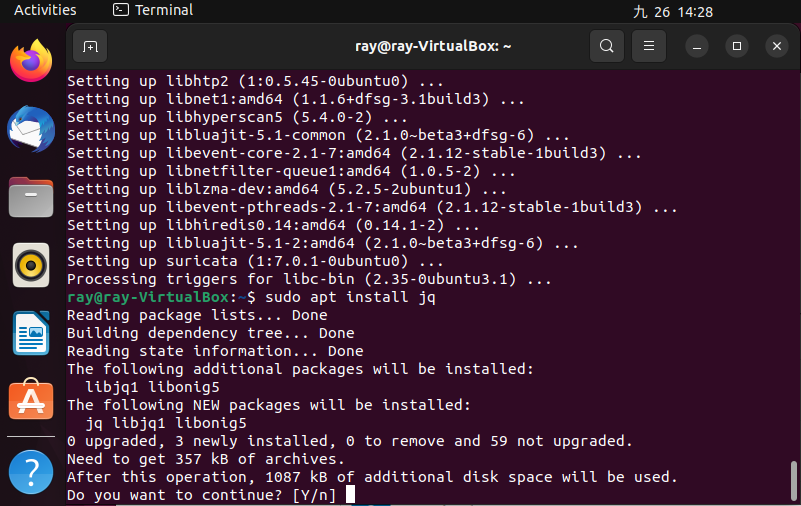 Activities
Terminal
九 26 14:28
ray@ray-VirtualBox: ~
Setting up libhtp2 (1:0.5.45-0ubuntu0) ...
Setting up libnet1:amd64 (1.1.6+dfsg-3.1build3) ...
Setting up libhyperscan5 (5.4.0-2) ...
Setting up libluajit-5.1-common (2.1.0~beta3+dfsg-6) ...
Setting up libevent-core-2.1-7:amd64 (2.1.12-stable-1build3) ...
Setting up libnetfilter-queue1:amd64 (1.0.5-2) ...
Setting up liblzma-dev:amd64 (5.2.5-2ubuntu1) ...
Setting up libevent-pthreads-2.1-7:amd64 (2.1.12-stable-1build3) ...
Setting up libhiredis0.14:amd64 (0.14.1-2) ...
Setting up libluajit-5.1-2:amd64 (2.1.0~beta3+dfsg-6) ...
Setting up suricata (1:7.0.1-0ubuntu0) ...
Processing triggers for libc-bin (2.35-0ubuntu3.1) ...
ray@ray-VirtualBox:~$ sudo apt install jq
Reading package lists... Done
Building dependency tree... Done
Reading state information... Done
The following additional packages will be installed:
  libjq1 libonig5
The following NEW packages will be installed:
  jq libjq1 libonig5
0 upgraded, 3 newly installed, 0 to remove and 59 not upgraded.
Need to get 357 kB of archives.
After this operation, 1087 kB of additional disk space will be used.
Do you want to continue? [Y/n]